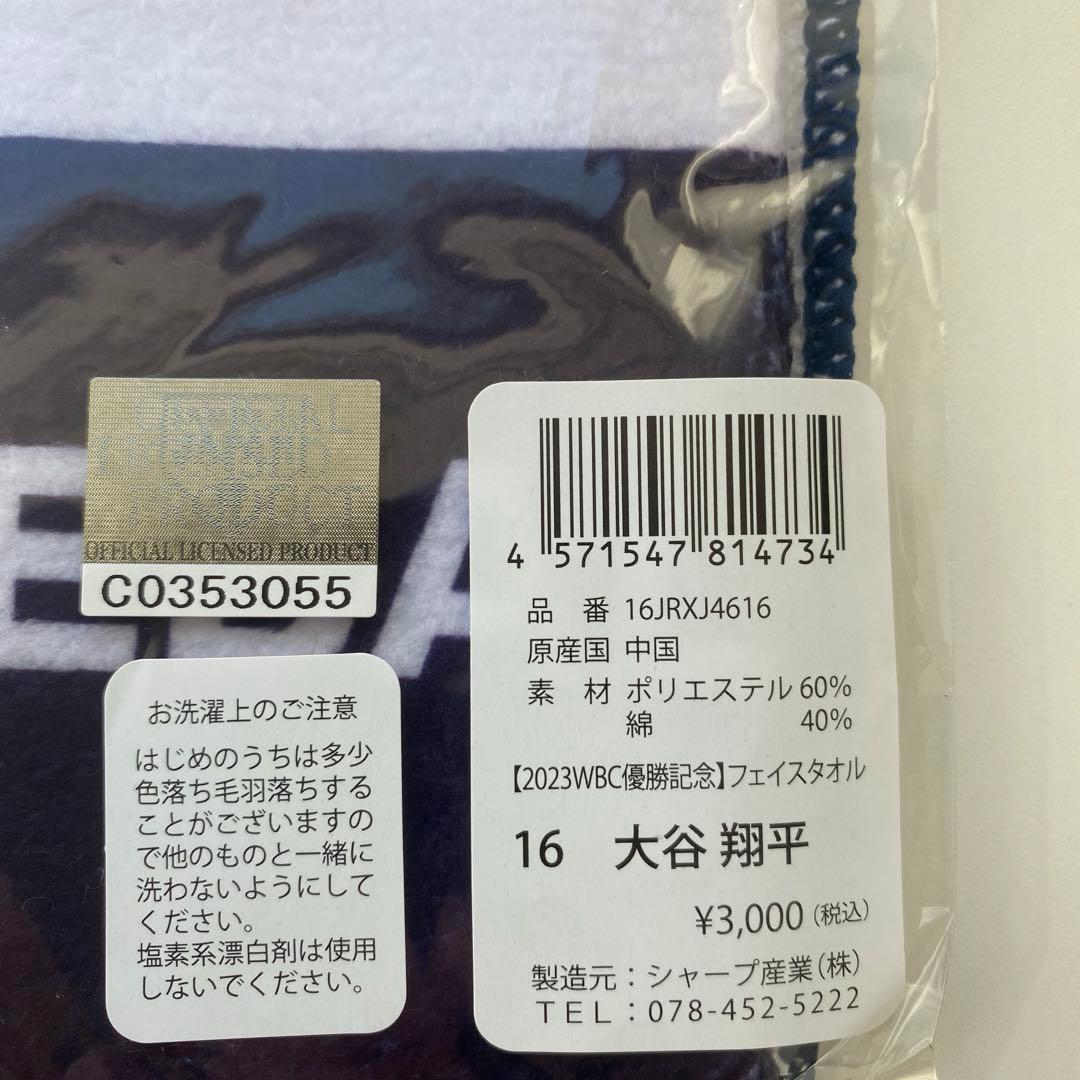 EBA
OFFICIAL LICENSED PRODUCT
C0353055
お洗濯上のご注意
はじめのうちは多少
色落ち毛羽落ちする
ことがございますの
で他のものと一緒に
洗わないようにして
ください。
塩素系漂白剤は使用
しないでください。
4 571547 814734
品 番 16JRXJ4616
原産国 中国
素 材 ポリエステル 60%
綿 40%
【2023WBC優勝記念】フェイスタオル
16 大谷 翔平
¥3,000 (税込)
製造元:シャープ産業(株)
TEL:078-452-5222